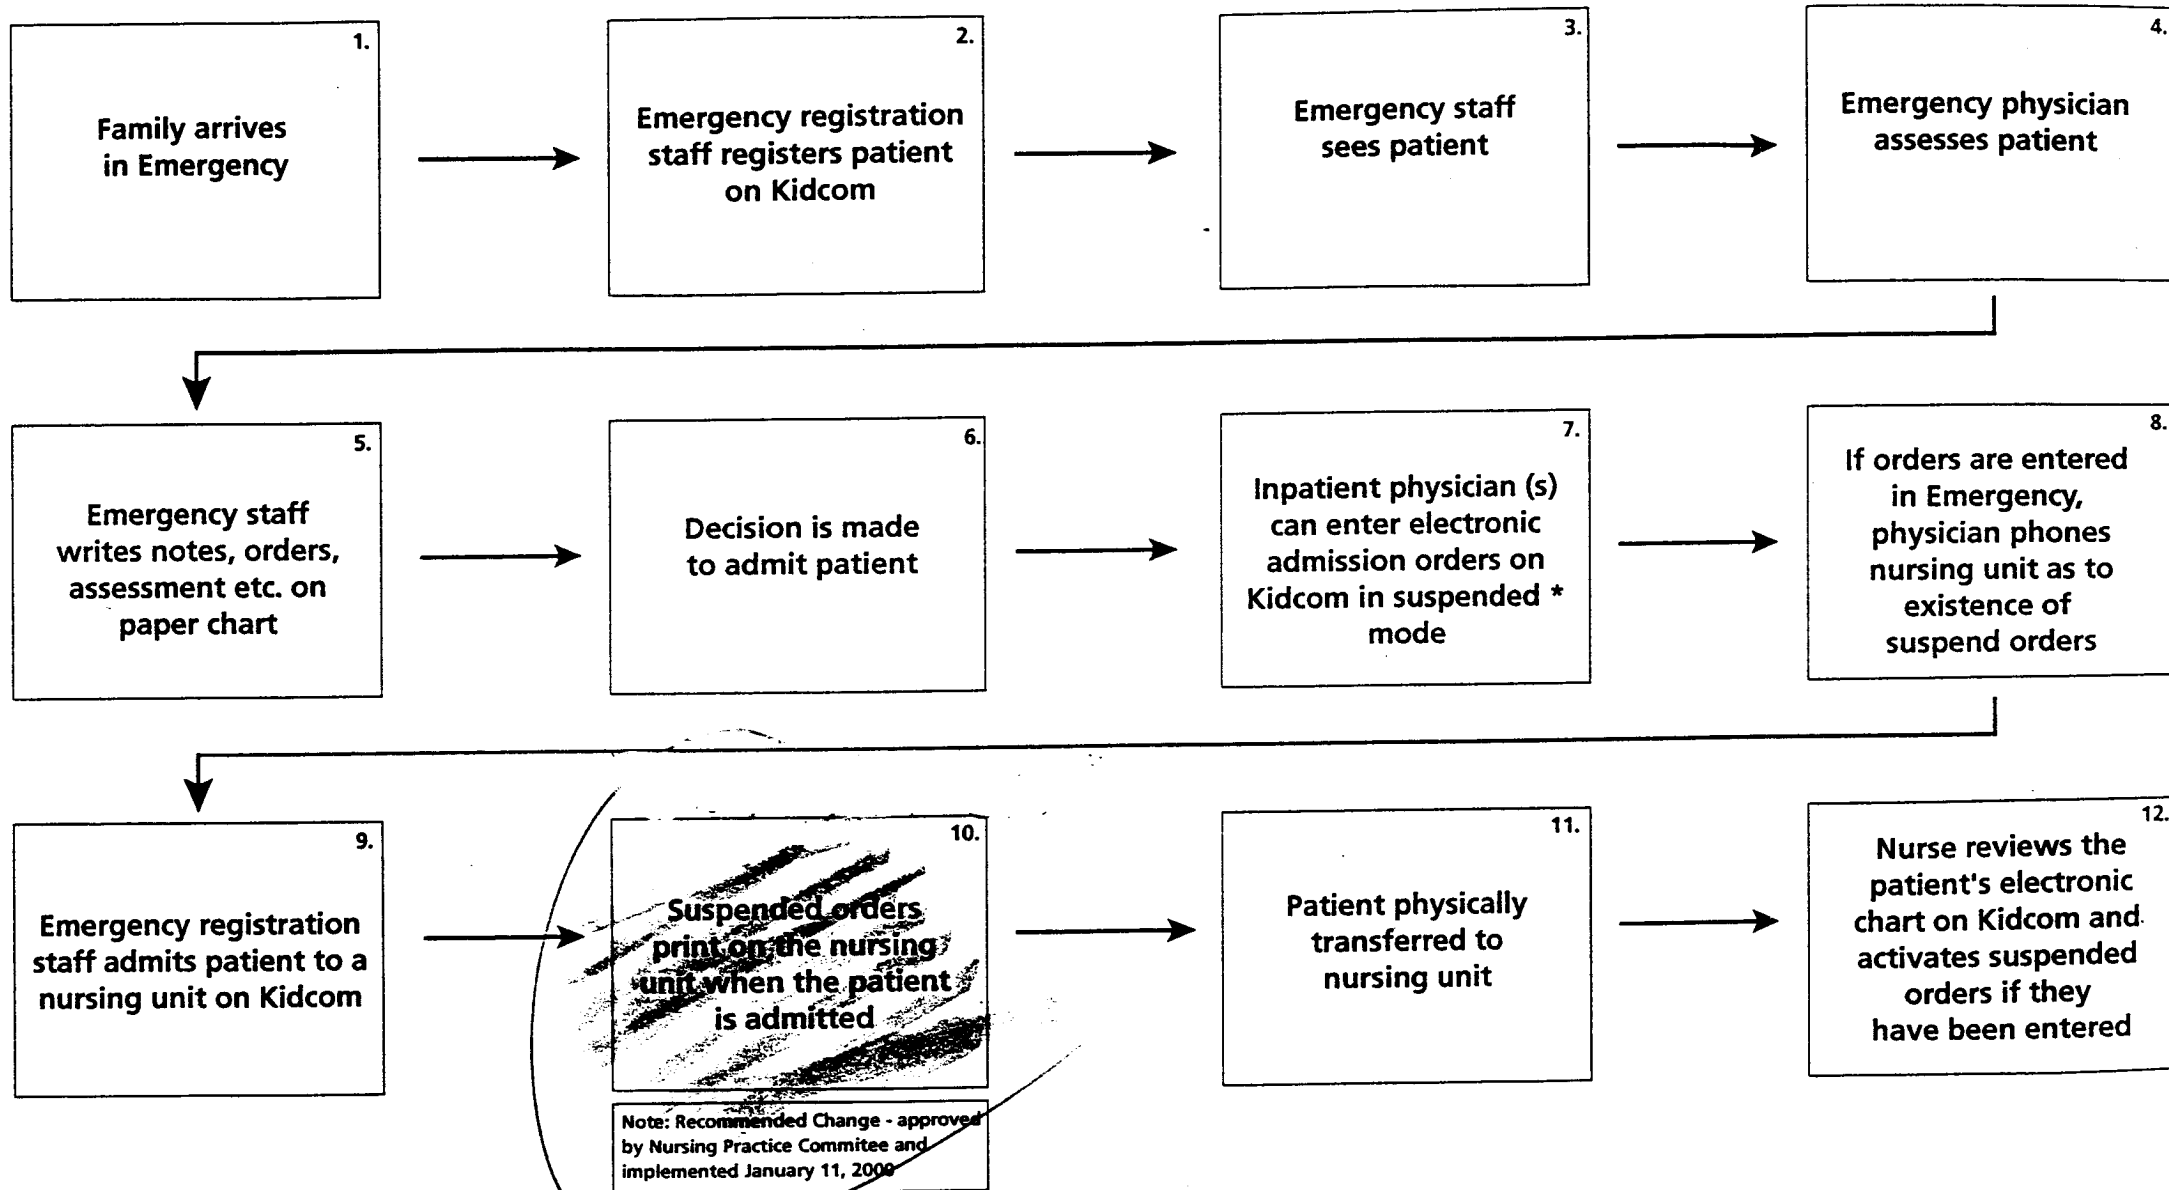 1.
Family arrives
in Emergency
2.
Emergency registration
staff registers patient
on Kidcom
3.
Emergency staff
sees patient
4.
Emergency physician
assesses patient
5.
Emergency staff
writes notes, orders,
assessment etc. on
paper chart
6.
Decision is made
to admit patient
7.
Inpatient physician (s)
can enter electronic
admission orders on
Kidcom in suspended *
mode
8.
If orders are entered
in Emergency,
physician phones
nursing unit as to
existence of
suspend orders
9.
Emergency registration
staff admits patient to a
nursing unit on Kidcom
10.
Suspended orders
print on the nursing
unit when the patient
is admitted
Note: Recommended Change - approved
by Nursing Practice Commitee and
implemented January 11, 2000
11.
Patient physically
transferred to
nursing unit
12.
Nurse reviews the
patient's electronic
chart on Kidcom and
activates suspended
orders if they
have been entered